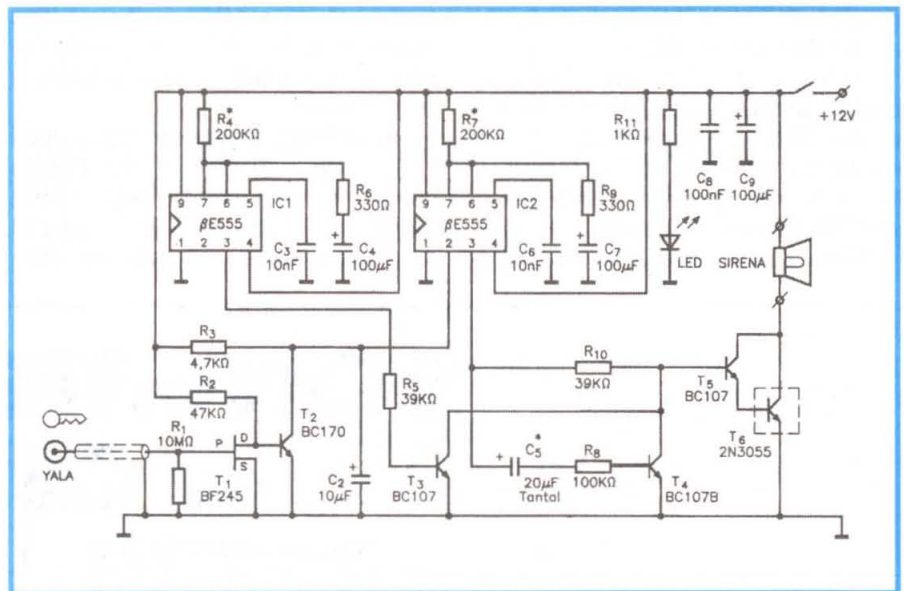 R4*
200KΩ
R7*
200KΩ
R11
1KΩ
+12V
C8
100nF
C9
100μF
9 7 6 5
IC1
βE555
1 2 3 4
R6
330Ω
C3
10nF
C4
100μF
9 7 6 5
IC2
βE555
1 2 3 4
R9
330Ω
C6
10nF
C7
100μF
LED
SIRENA
R3
4,7KΩ
R2
47KΩ
R5
39KΩ
R10
39KΩ
T5
BC107
T6
2N3055
YALA
R1
10MΩ
P
D
S
T1
BF245
T2
BC170
C2
10μF
T3
BC107
C5*
20μF
Tantal
R8
100KΩ
T4
BC107B